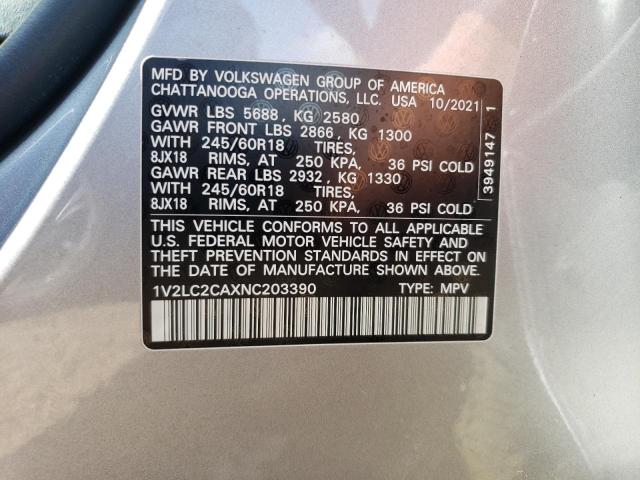 MFD BY VOLKSWAGEN GROUP OF AMERICA
CHATTANOOGA OPERATIONS, LLC. USA 10/2021
GVWR LBS 5688, KG 2580
GAWR FRONT LBS 2866, KG 1300
WITH 245/60R18 TIRES,
8JX18 RIMS, AT 250 KPA, 36 PSI COLD
GAWR REAR LBS 2932, KG 1330
WITH 245/60R18 TIRES,
8JX18 RIMS, AT 250 KPA, 36 PSI COLD
THIS VEHICLE CONFORMS TO ALL APPLICABLE
U.S. FEDERAL MOTOR VEHICLE SAFETY AND
THEFT PREVENTION STANDARDS IN EFFECT ON
THE DATE OF MANUFACTURE SHOWN ABOVE.
1V2LC2CAXNC203390 TYPE: MPV
3949147 1